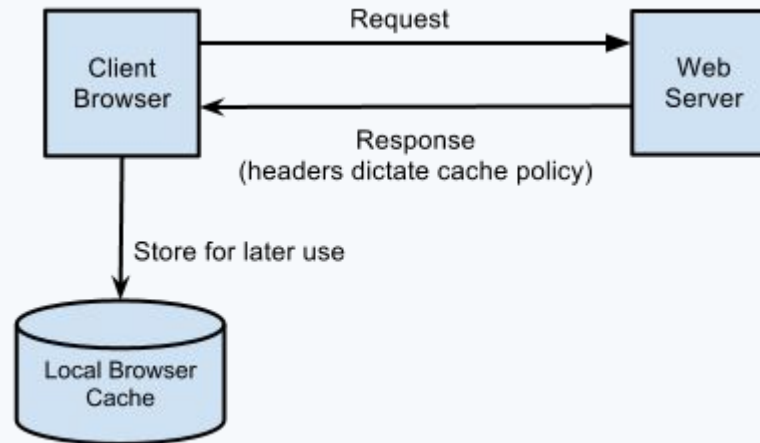 Request
Client
Browser
Web
Server
Response
(headers dictate cache policy)
Store for later use
Local Browser
Cache